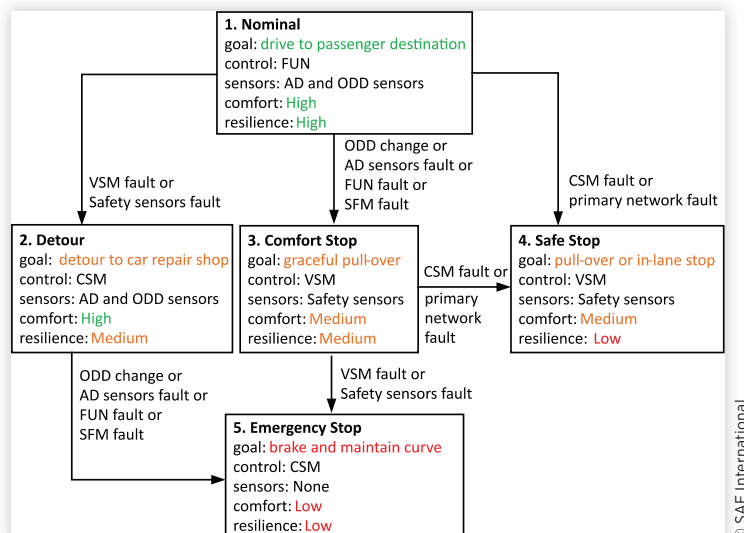 1. Nominal
goal: drive to passenger destination
control: FUN
sensors: AD and ODD sensors
comfort: High
resilience: High
VSM fault or
Safety sensors fault
ODD change or
AD sensors fault or
FUN fault or
SFM fault
CSM fault or
primary network fault
2. Detour
goal: detour to car repair shop
control: CSM
sensors: AD and ODD sensors
comfort: High
resilience: Medium
3. Comfort Stop
goal: graceful pull-over
control: VSM
sensors: Safety sensors
comfort: Medium
resilience: Medium
CSM fault or
primary
network
fault
4. Safe Stop
goal: pull-over or in-lane stop
control: VSM
sensors: Safety sensors
comfort: Medium
resilience: Low
ODD change or
AD sensors fault or
FUN fault or
SFM fault
VSM fault or
Safety sensors fault
5. Emergency Stop
goal: brake and maintain curve
control: CSM
sensors: None
comfort: Low
resilience: Low
© SAE International